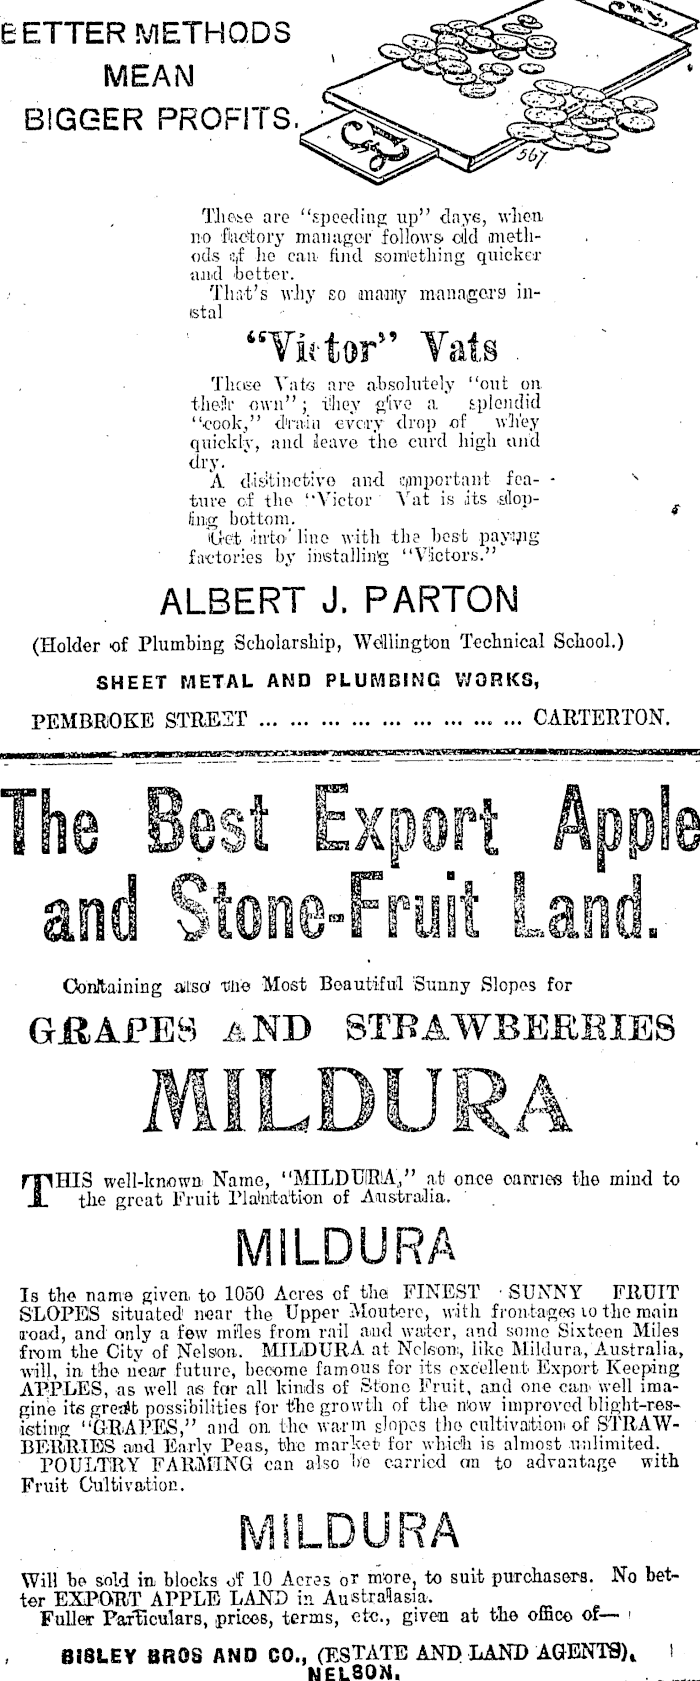 BETTER METHODS
MEAN
BIGGER PROFITS.
567
These are "speeding up" days, when
no factory manager follows old meth-
ods if he can find something quicker
and better.
That's why so many managers in-
stal
"Victor" Vats
These Vats are absolutely "out on
their own"; they give a splendid
"cook," drain every drop of whey
quickly, and leave the curd high and
dry.
A distinctive and important fea-
ture of the "Victor Vat is its slop-
ing bottom.
Get into line with the best paying
factories by installing "Victors."
ALBERT J. PARTON
(Holder of Plumbing Scholarship, Wellington Technical School.)
SHEET METAL AND PLUMBING WORKS,
PEMBROKE STREET ... ... ... ... ... ... ... ... ... CARTERTON.
The Best Export Apple
and Stone-Fruit Land.
Containing also the Most Beautiful Sunny Slopes for
GRAPES AND STRAWBERRIES
MILDURA
THIS well-known Name, "MILDURA," at once carries the mind to
the great Fruit Plantation of Australia.
MILDURA
Is the name given to 1050 Acres of the FINEST SUNNY FRUIT
SLOPES situated near the Upper Moutere, with frontages to the main
road, and only a few miles from rail and water, and some Sixteen Miles
from the City of Nelson. MILDURA at Nelson, like Mildura, Australia,
will, in the near future, become famous for its excellent Export Keeping
APPLES, as well as for all kinds of Stone Fruit, and one can well ima-
gine its great possibilities for the growth of the now improved blight-res-
isting "GRAPES," and on the warm slopes the cultivation of STRAW-
BERRIES and Early Peas, the market for which is almost unlimited.
POULTRY FARMING can also be carried on to advantage with
Fruit Cultivation.
MILDURA
Will be sold in blocks of 10 Acres or more, to suit purchasers. No bet-
ter EXPORT APPLE LAND in Australasia.
Fuller Particulars, prices, terms, etc., given at the office of—
BISLEY BROS AND CO., (ESTATE AND LAND AGENTS),
NELSON.